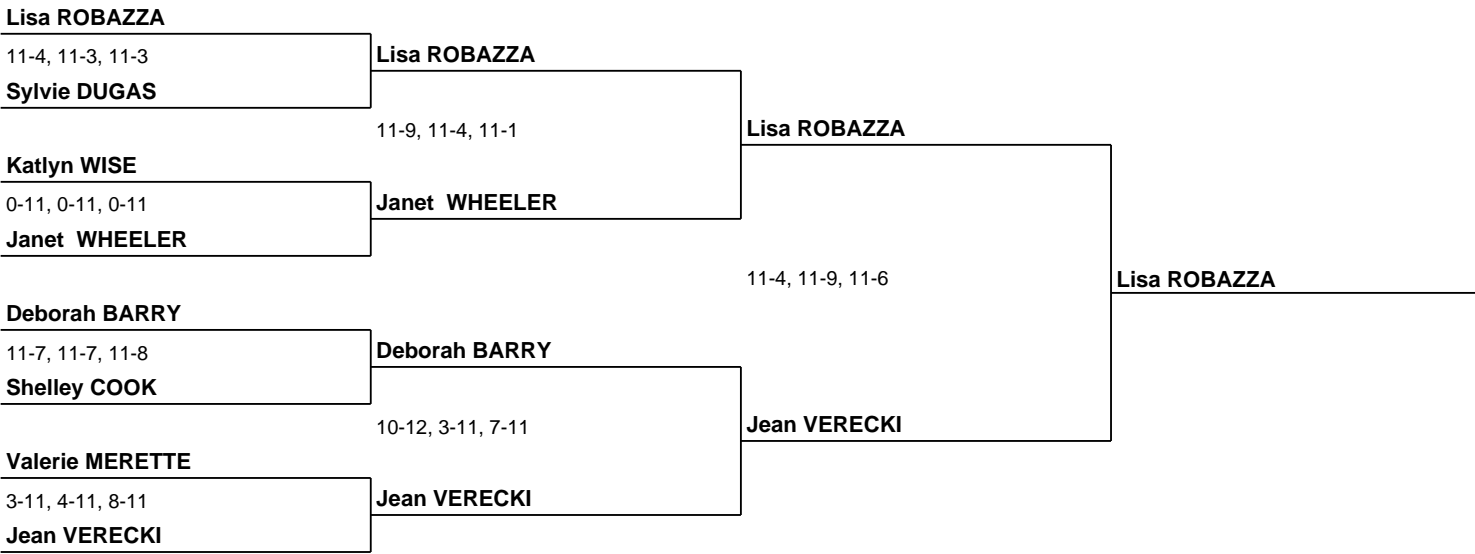 Lisa ROBAZZA
11-4, 11-3, 11-3
Sylvie DUGAS
Katlyn WISE
0-11, 0-11, 0-11
Janet  WHEELER
Deborah BARRY
11-7, 11-7, 11-8
Shelley COOK
Valerie MERETTE
3-11, 4-11, 8-11
Jean VERECKI
Lisa ROBAZZA
11-9, 11-4, 11-1
Janet  WHEELER
Deborah BARRY
10-12, 3-11, 7-11
Jean VERECKI
Lisa ROBAZZA
11-4, 11-9, 11-6
Jean VERECKI
Lisa ROBAZZA